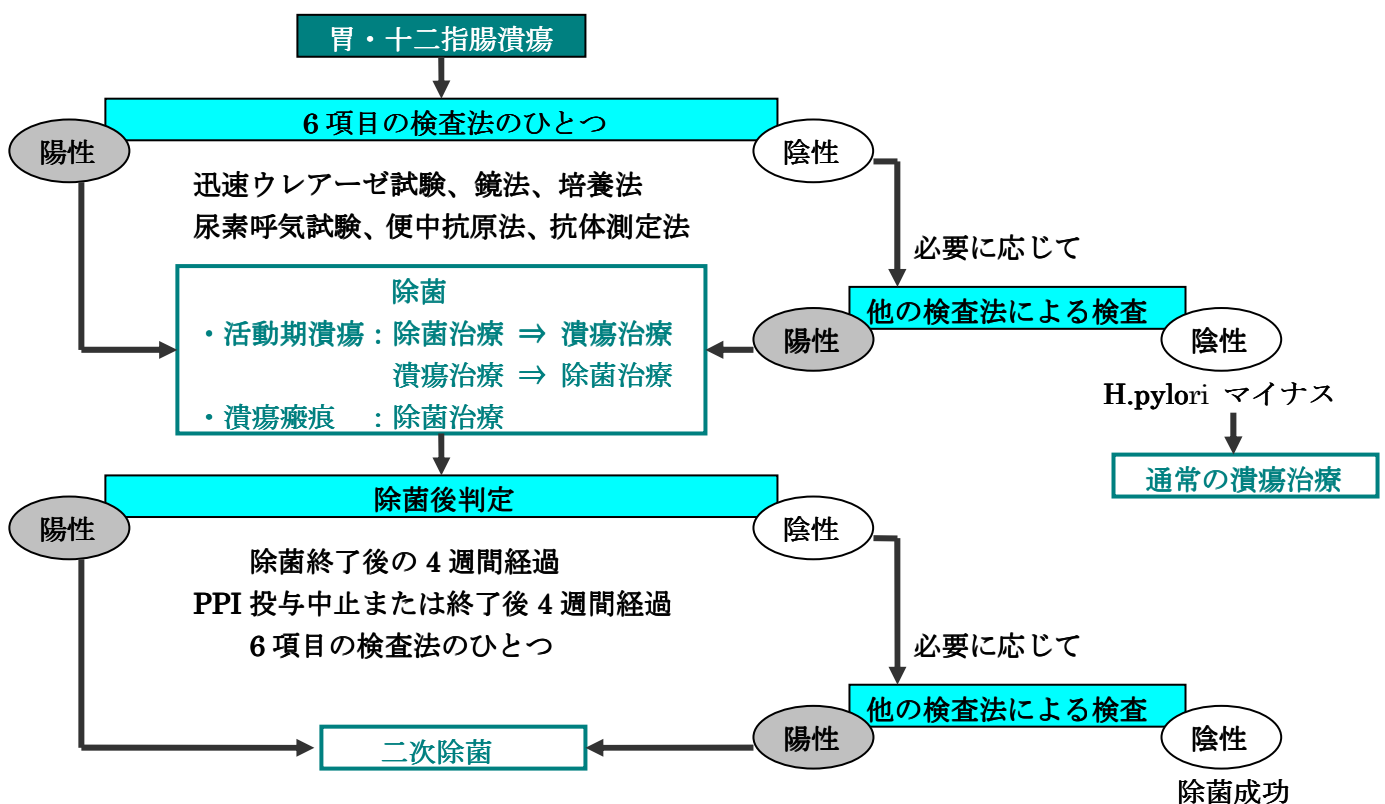 胃・十二指腸潰瘍
6項目の検査法のひとつ
陽性
陰性
迅速ウレアーゼ試験、鏡法、培養法
尿素呼気試験、便中抗原法、抗体測定法
必要に応じて
除菌
・活動期潰瘍：除菌治療 ⇒ 潰瘍治療
潰瘍治療 ⇒ 除菌治療
・潰瘍瘢痕　：除菌治療
他の検査法による検査
陽性
陰性
H.pylori マイナス
通常の潰瘍治療
除菌後判定
陽性
陰性
除菌終了後の 4 週間経過
PPI 投与中止または終了後 4 週間経過
6 項目の検査法のひとつ
必要に応じて
他の検査法による検査
陽性
陰性
二次除菌
除菌成功